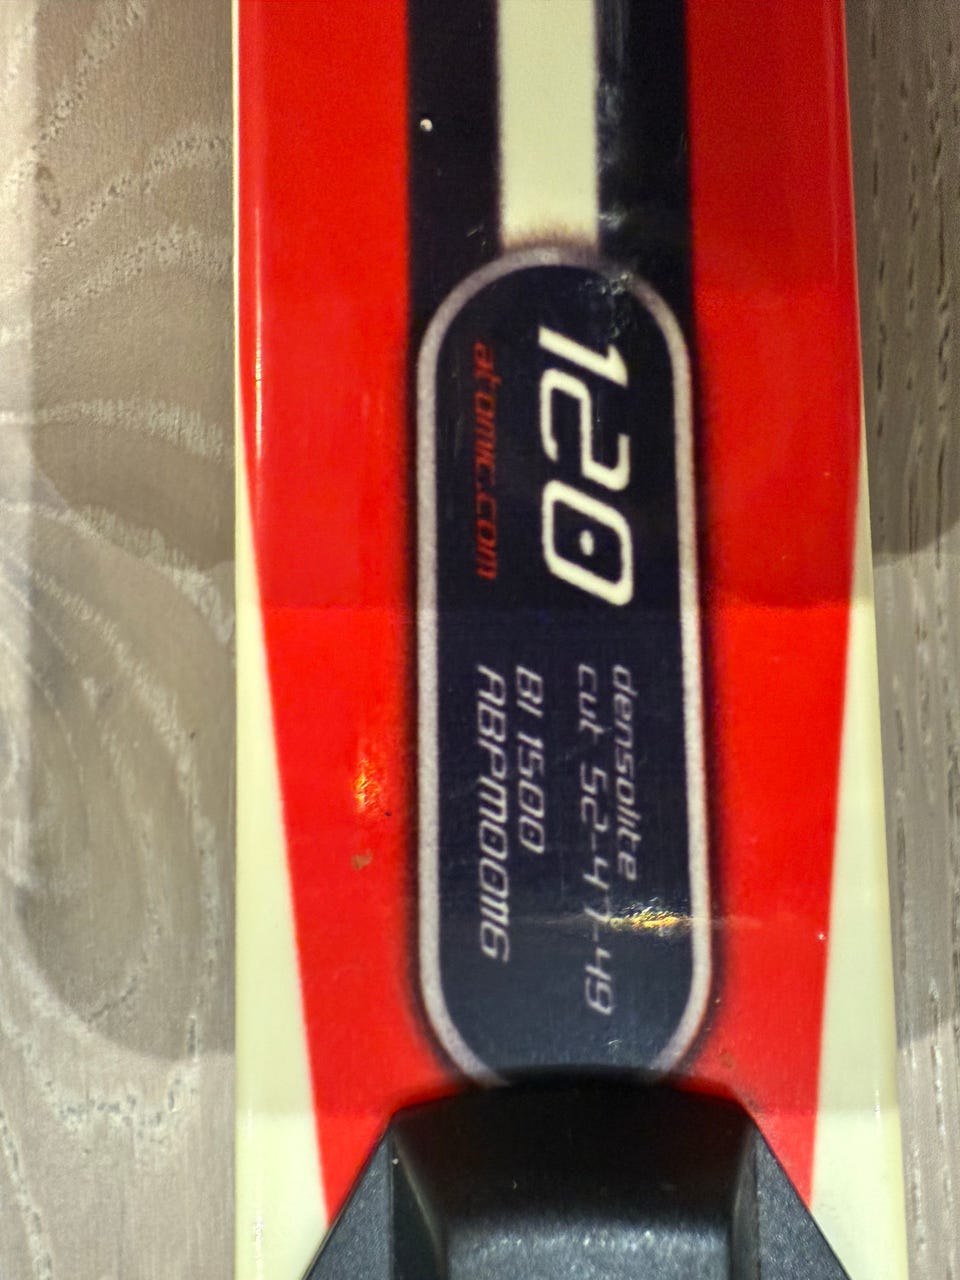 120
atomic.com
densolite
cut 52-47-49
BI 1500
ABPM00116